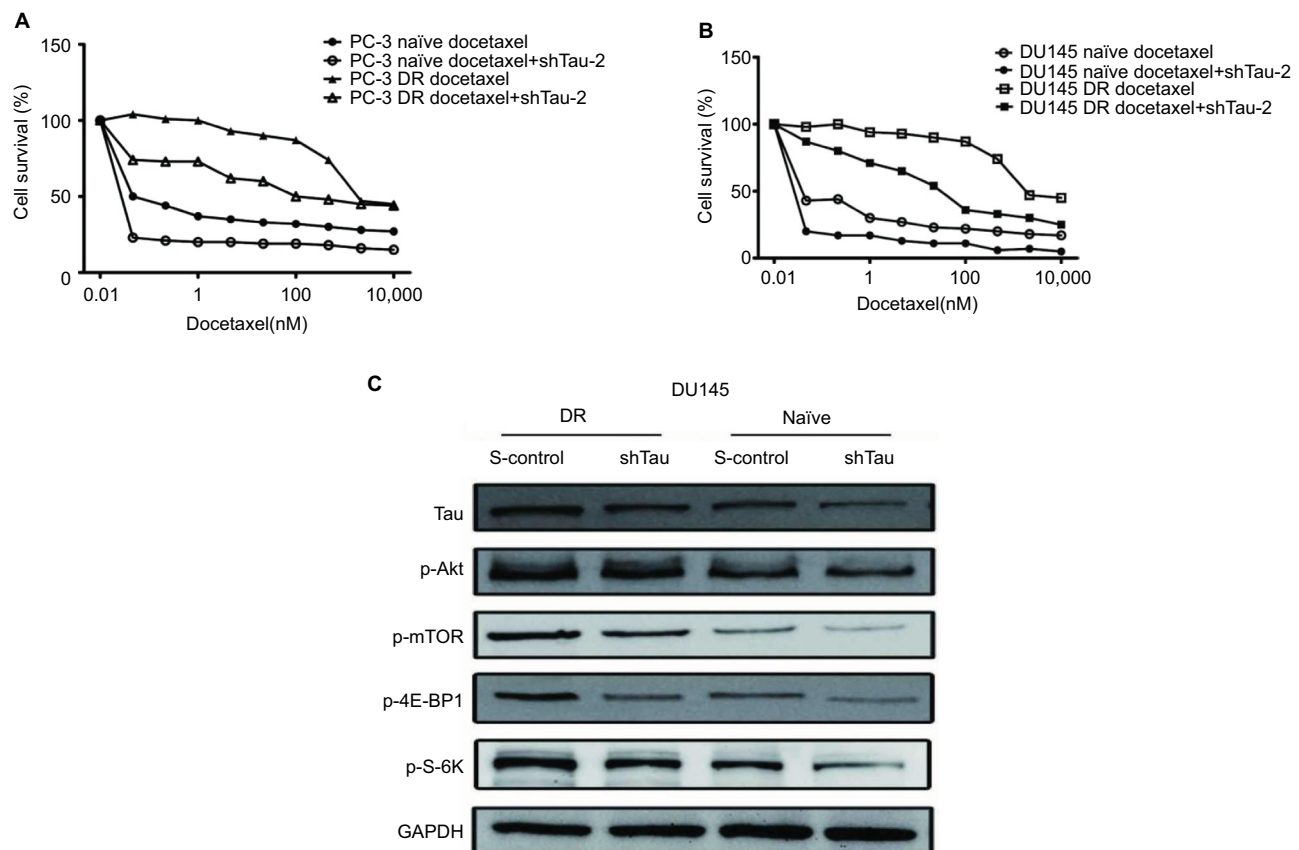 A
150
100
50
0
Cell survival (%)
0.01 1 100 10,000
Docetaxel(nM)
PC-3 naïve docetaxel
PC-3 naïve docetaxel+shTau-2
PC-3 DR docetaxel
PC-3 DR docetaxel+shTau-2
B
150
100
50
0
Cell survival (%)
0.01 1 100 10,000
Docetaxel(nM)
DU145 naïve docetaxel
DU145 naïve docetaxel+shTau-2
DU145 DR docetaxel
DU145 DR docetaxel+shTau-2
C
DU145
DR Naïve
S-control shTau S-control shTau
Tau
p-Akt
p-mTOR
p-4E-BP1
p-S-6K
GAPDH